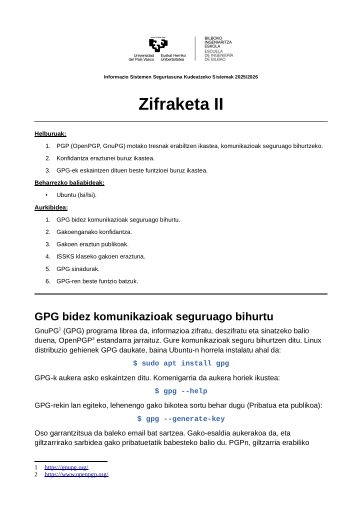 Universidad
del País Vasco
Euskal Herriko
Unibertsitatea
BILBOKO
INGENIARITZA
ESKOLA
ESCUELA
DE INGENIERÍA
DE BILBAO
Informazio Sistemen Segurtasuna Kudeatzeko Sistemak 2025/2026
Zifraketa II
Helburuak:
1. PGP (OpenPGP, GnuPG) motako tresnak erabiltzen ikastea, komunikazioak seguruago bihurtzeko.
2. Konfidantza eraztunei buruz ikastea.
3. GPG-ek eskaintzen dituen beste funtzioei buruz ikastea.
Beharrezko baliabideak:
• Ubuntu (lsi/lsi).
Aurkibidea:
1. GPG bidez komunikazioak seguruago bihurtu.
2. Gakoenganako konfidantza.
3. Gakoen eraztun publikoak.
4. ISSKS klaseko gakoen eraztuna.
5. GPG sinadurak.
6. GPG-ren beste funtzio batzuk.
GPG bidez komunikazioak seguruago bihurtu
GnuPG1 (GPG) programa librea da, informazioa zifratu, deszifratu eta sinatzeko balio
duena, OpenPGP2 estandarra jarraituz. Gure komunikazioak seguru bihurtzen ditu. Linux
distribuzio gehienek GPG daukate, baina Ubuntu-n horrela instalatu ahal da:
$ sudo apt install gpg
GPG-k aukera asko eskaintzen ditu. Komenigarria da aukera horiek ikustea:
$ gpg --help
GPG-rekin lan egiteko, lehenengo gako bikotea sortu behar dugu (Pribatua eta publikoa):
$ gpg --generate-key
Oso garrantzitsua da baleko email bat sartzea. Gako-esaldia aukerakoa da, eta
giltzarrirako sarbidea gako pribatuetatik babesteko balio du. PGPn, giltzarria erabiliko
1 https://gnupg.org/
2 https://www.openpgp.org/